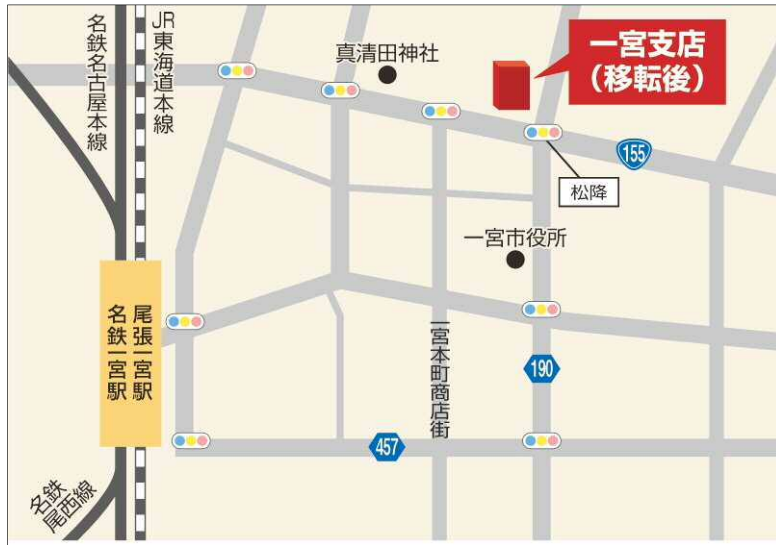 名鉄名古屋本線
JR東海道本線
真清田神社
一宮支店
（移転後）
155
松降
一宮市役所
尾張一宮駅
名鉄一宮駅
一宮本町商店街
190
457
名鉄
尾西線